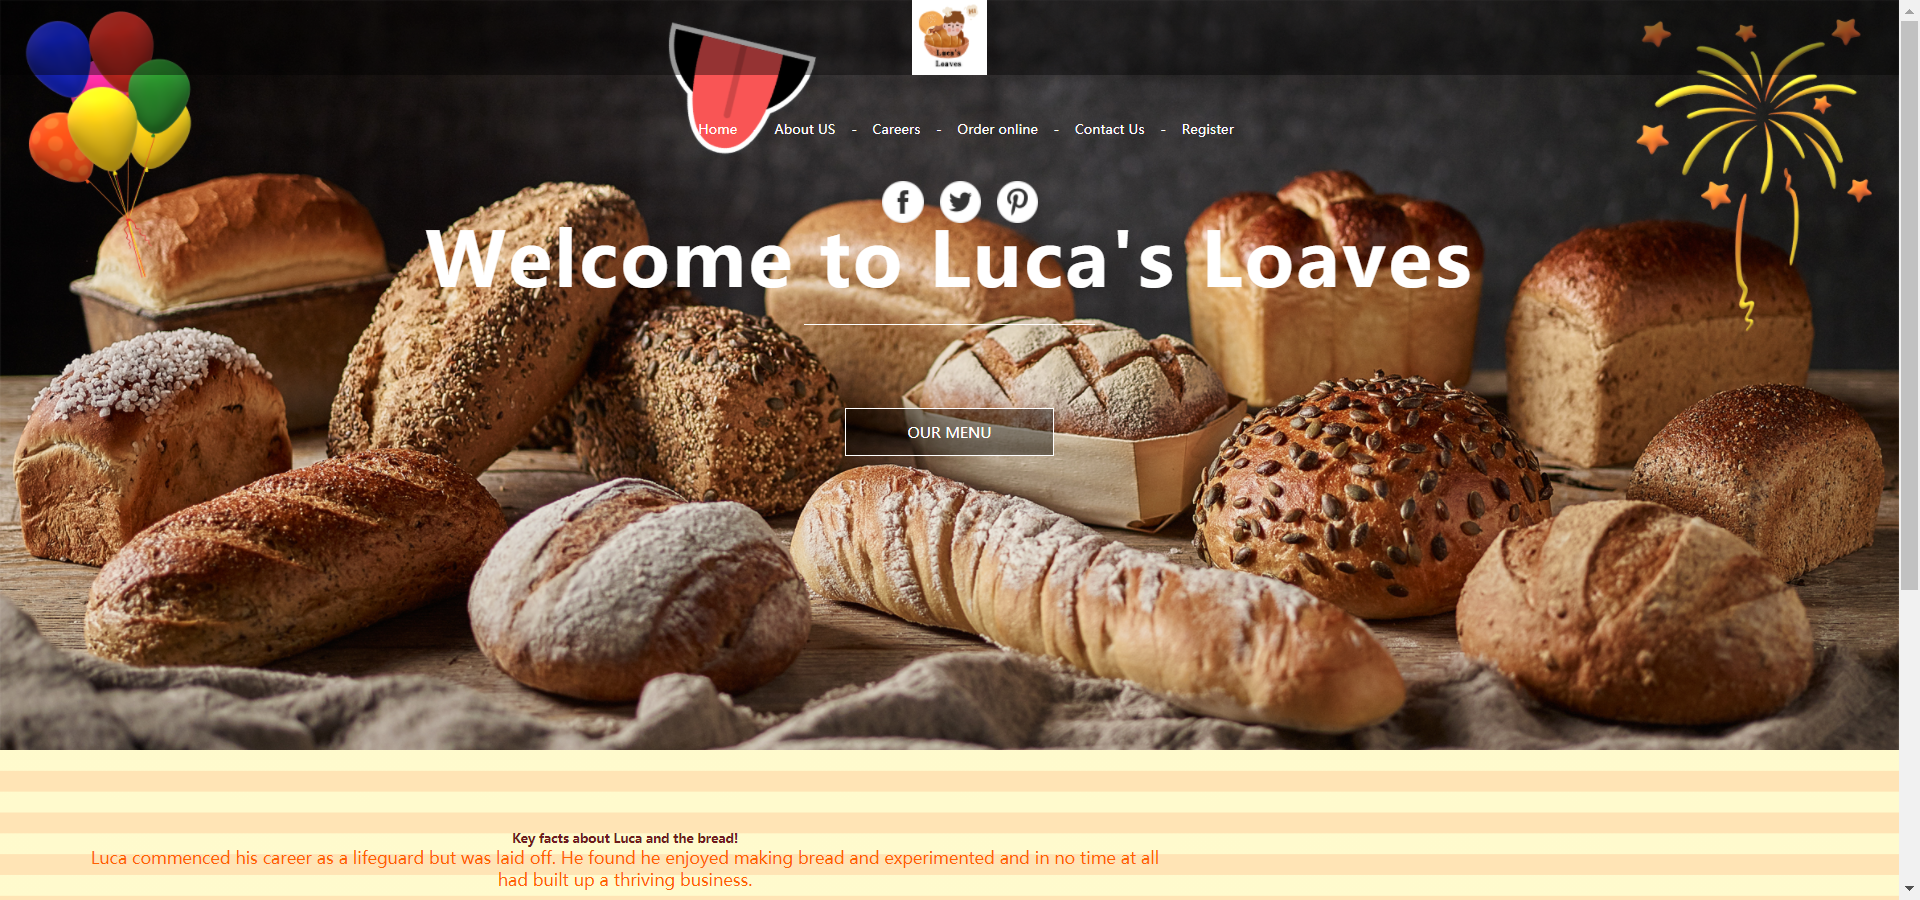 Luca's
Loaves
Home About US - Careers - Order online - Contact Us - Register
Welcome to Luca's Loaves
OUR MENU
Key facts about Luca and the bread!
Luca commenced his career as a lifeguard but was laid off. He found he enjoyed making bread and experimented and in no time at all
had built up a thriving business.